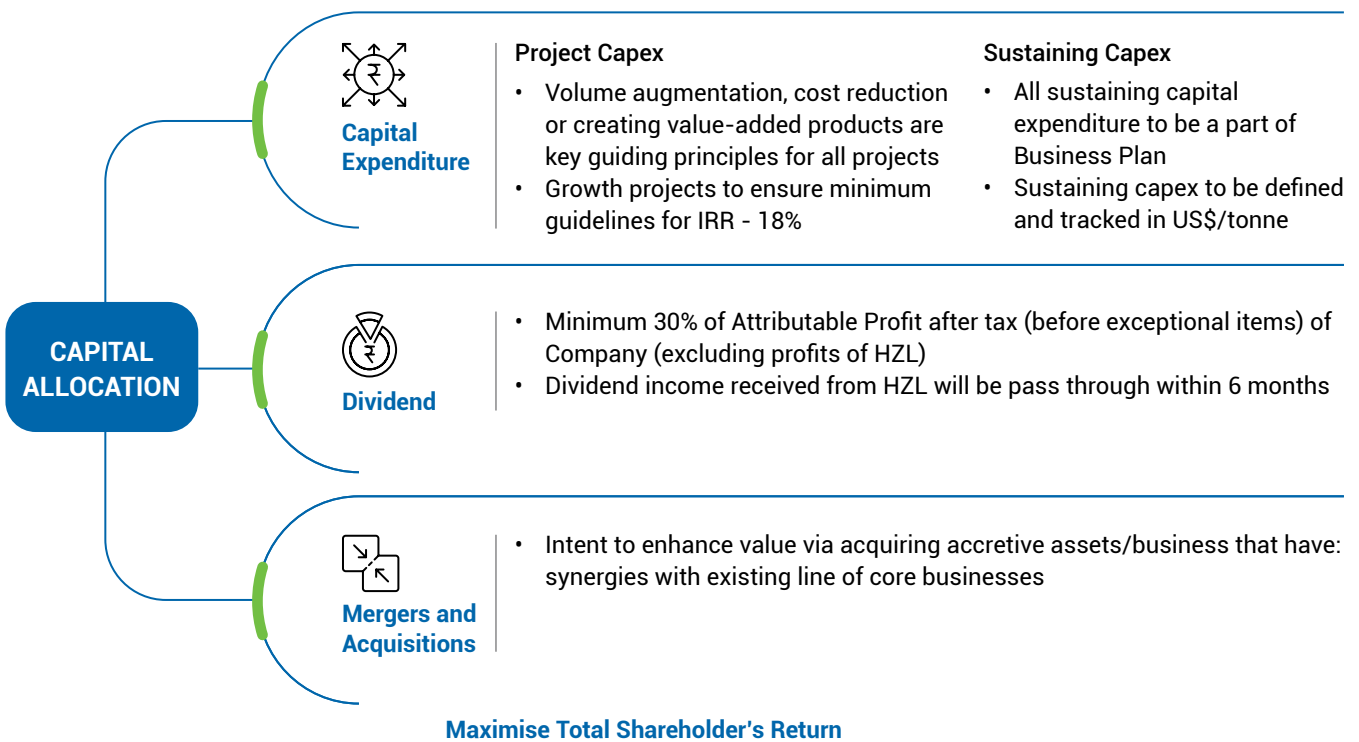 CAPITAL
ALLOCATION
₹
Capital
Expenditure
Project Capex
• Volume augmentation, cost reduction
or creating value-added products are
key guiding principles for all projects
• Growth projects to ensure minimum
guidelines for IRR - 18%
Sustaining Capex
• All sustaining capital
expenditure to be a part of
Business Plan
• Sustaining capex to be defined
and tracked in US$/tonne
₹
Dividend
• Minimum 30% of Attributable Profit after tax (before exceptional items) of
Company (excluding profits of HZL)
• Dividend income received from HZL will be pass through within 6 months
Mergers and
Acquisitions
• Intent to enhance value via acquiring accretive assets/business that have:
synergies with existing line of core businesses
Maximise Total Shareholder's Return